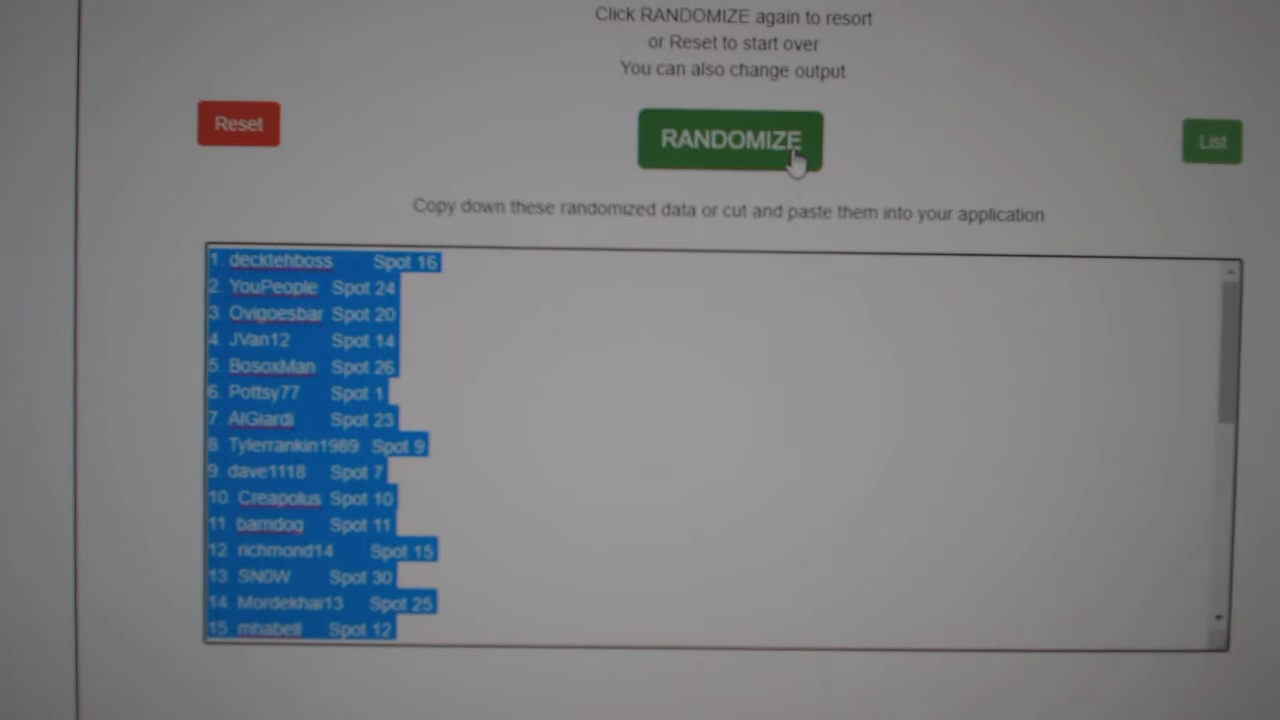 Click RANDOMIZE again to resort
or Reset to start over
You can also change output
Reset
RANDOMIZE
List
Copy down these randomized data or cut and paste them into your application
1. decktehboss Spot 16
2. YouPeople Spot 24
3. Ovigoesbar Spot 20
4. JVan12 Spot 14
5. BosoxMan Spot 26
6. Pottsy77 Spot 1
7. AlGiardi Spot 23
8. Tylerrankin1989 Spot 9
9. dave1118 Spot 7
10. Creapolus Spot 10
11. barndog Spot 11
12. richmond14 Spot 15
13. SN0W Spot 30
14. Mordekhai13 Spot 25
15. mhabell Spot 12